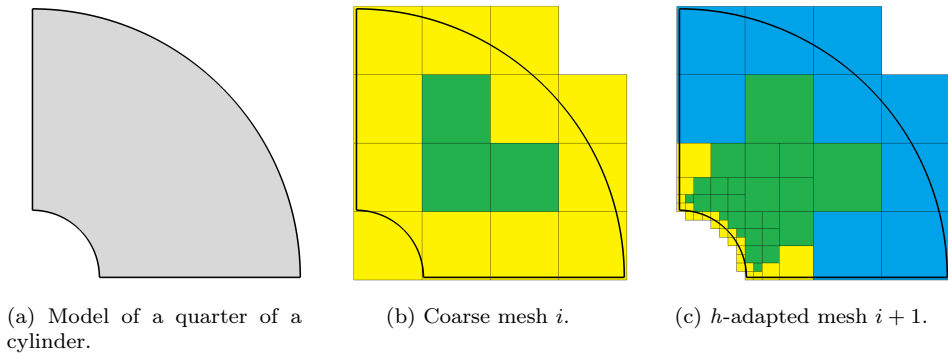 (a) Model of a quarter of a
cylinder.
(b) Coarse mesh i.
(c) h-adapted mesh i + 1.